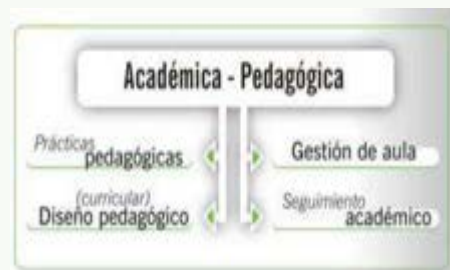 Académica - Pedagógica
Prácticas
pedagógicas
Gestión de aula
(curricular)
Diseño pedagógico
Seguimiento
académico